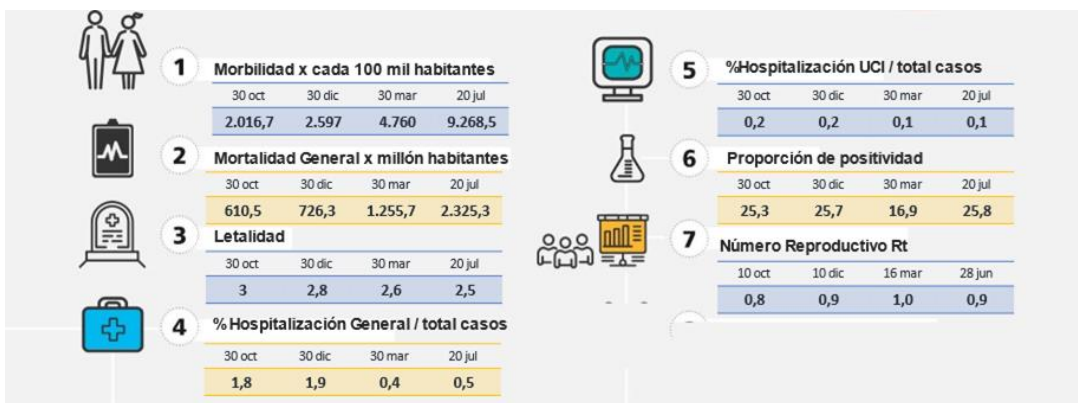 1 Morbilidad x cada 100 mil habitantes
30 oct 30 dic 30 mar 20 jul
2.016,7 2.597 4.760 9.268,5
2 Mortalidad General x millón habitantes
30 oct 30 dic 30 mar 20 jul
610,5 726,3 1.255,7 2.325,3
3 Letalidad
30 oct 30 dic 30 mar 20 jul
3 2,8 2,6 2,5
4 % Hospitalización General / total casos
30 oct 30 dic 30 mar 20 jul
1,8 1,9 0,4 0,5
5 %Hospitalización UCI / total casos
30 oct 30 dic 30 mar 20 jul
0,2 0,2 0,1 0,1
6 Proporción de positividad
30 oct 30 dic 30 mar 20 jul
25,3 25,7 16,9 25,8
7 Número Reproductivo Rt
10 oct 10 dic 16 mar 28 jun
0,8 0,9 1,0 0,9